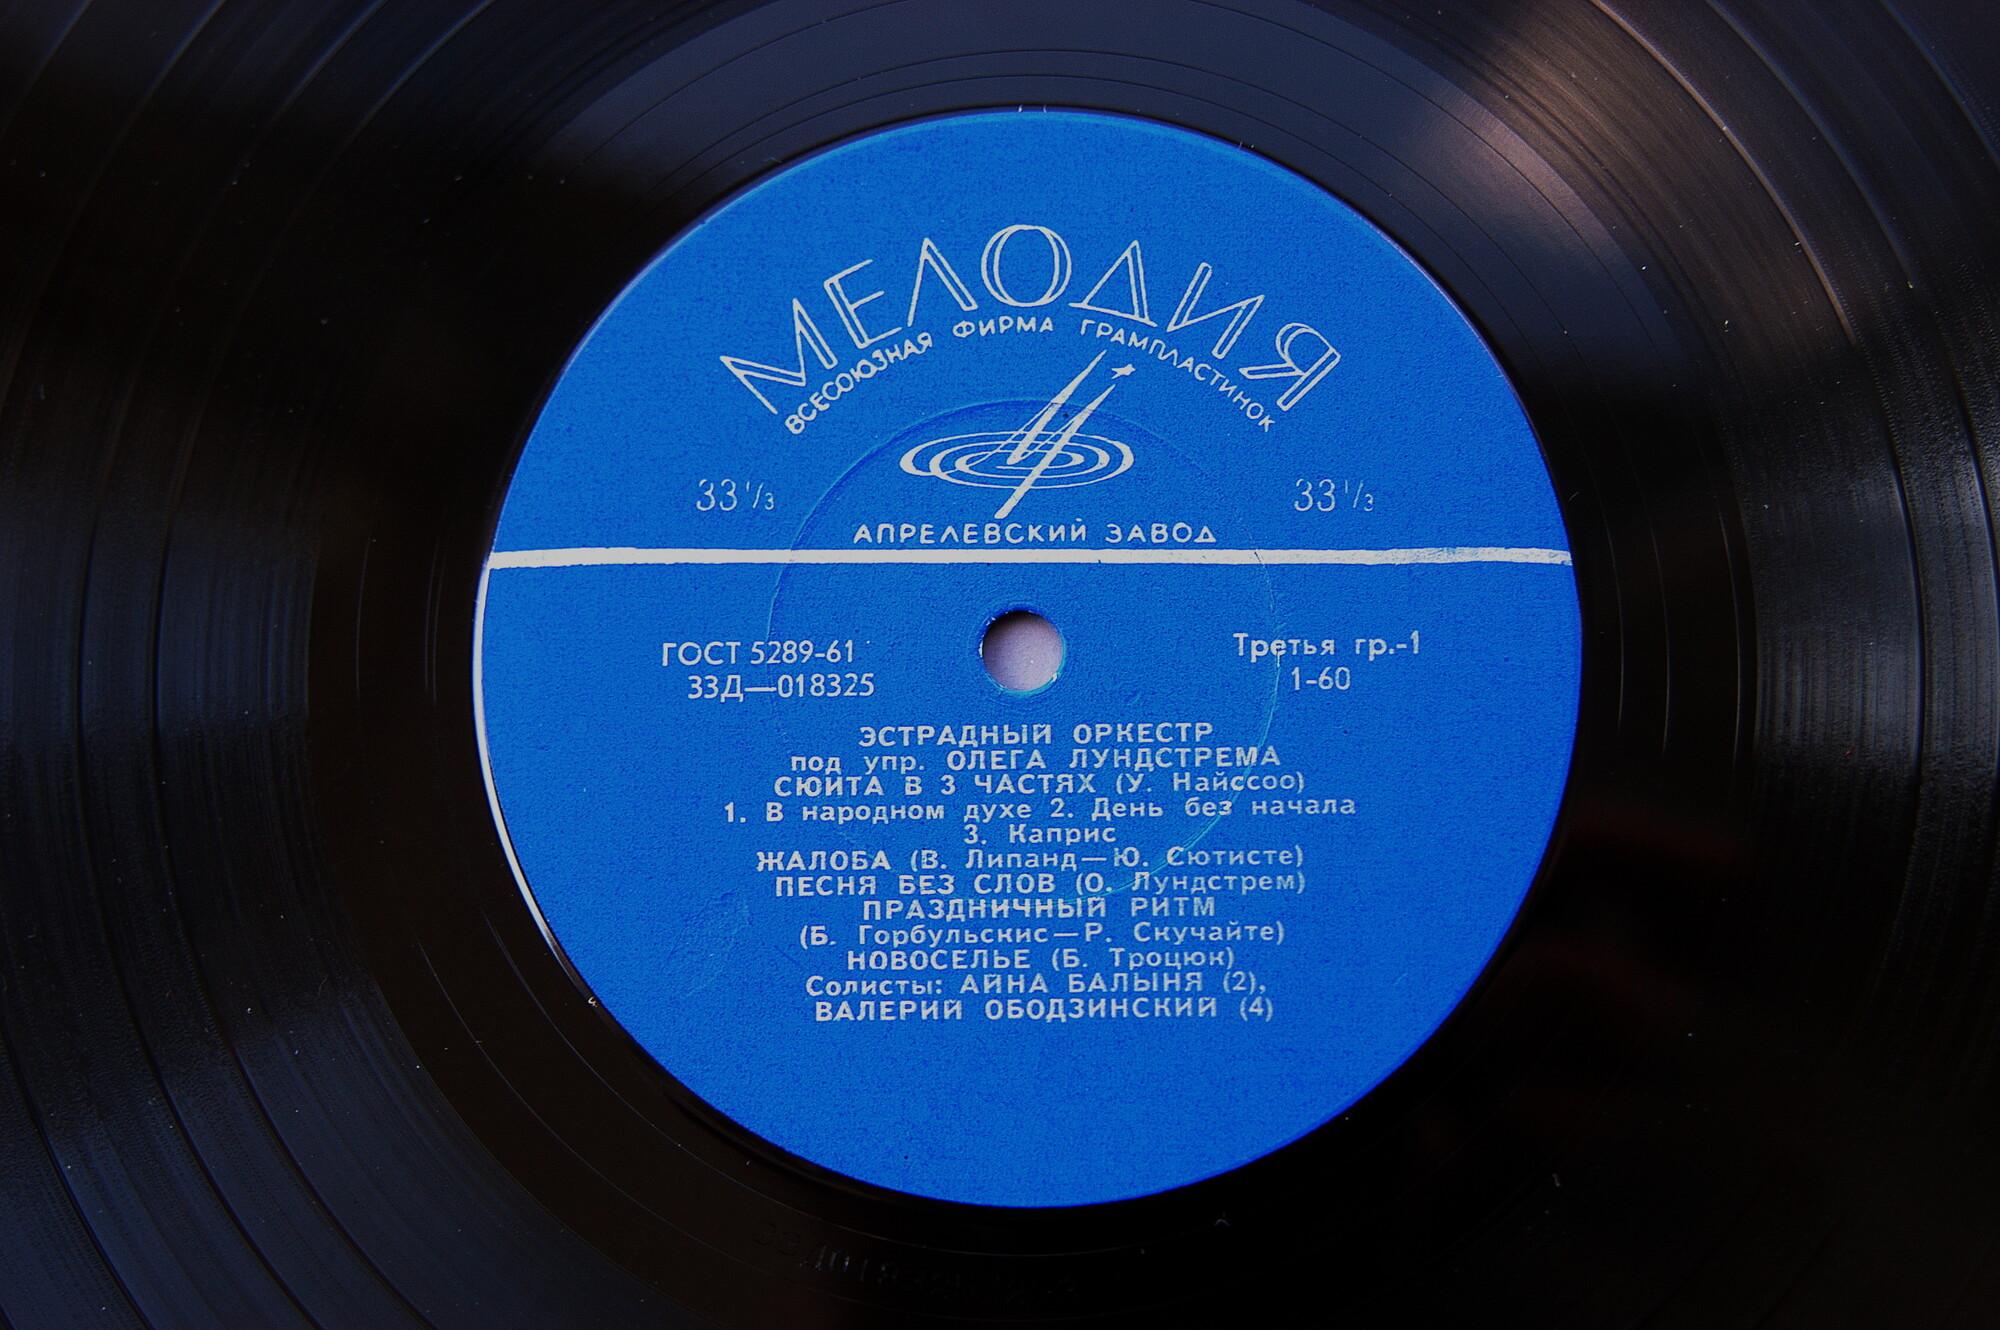 МЕЛОДИЯ
ВСЕСОЮЗНАЯ ФИРМА ГРАМПЛАСТИНОК
33 1/3 33 1/3
АПРЕЛЕВСКИЙ ЗАВОД
ГОСТ 5289-61 Третья гр.-1
33Д—018325 1-60
ЭСТРАДНЫЙ ОРКЕСТР
под упр. ОЛЕГА ЛУНДСТРЕМА
СЮИТА В 3 ЧАСТЯХ (У. Найссоо)
1. В народном духе 2. День без начала
3. Каприс
ЖАЛОБА (В. Липанд—Ю. Сютисте)
ПЕСНЯ БЕЗ СЛОВ (О. Лундстрем)
ПРАЗДНИЧНЫЙ РИТМ
(Б. Горбульскис—Р. Скучайте)
НОВОСЕЛЬЕ (Б. Троцюк)
Солисты: АЙНА БАЛЫНЯ (2),
ВАЛЕРИЙ ОБОДЗИНСКИЙ (4)